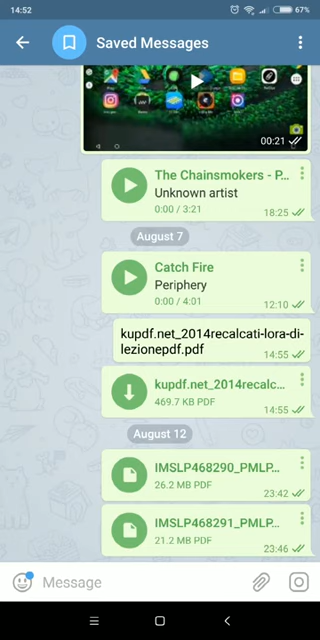 14:52
67%
Saved Messages
00:21
The Chainsmokers - P...
Unknown artist
0:00 / 3:21
18:25
August 7
Catch Fire
Periphery
0:00 / 4:01
12:10
kupdf.net_2014recalcati-lora-di-
lezionepdf.pdf
14:55
kupdf.net_2014recalc...
469.7 KB PDF
14:55
August 12
IMSLP468290_PMLP...
26.2 MB PDF
23:42
IMSLP468291_PMLP...
21.2 MB PDF
23:46
Message